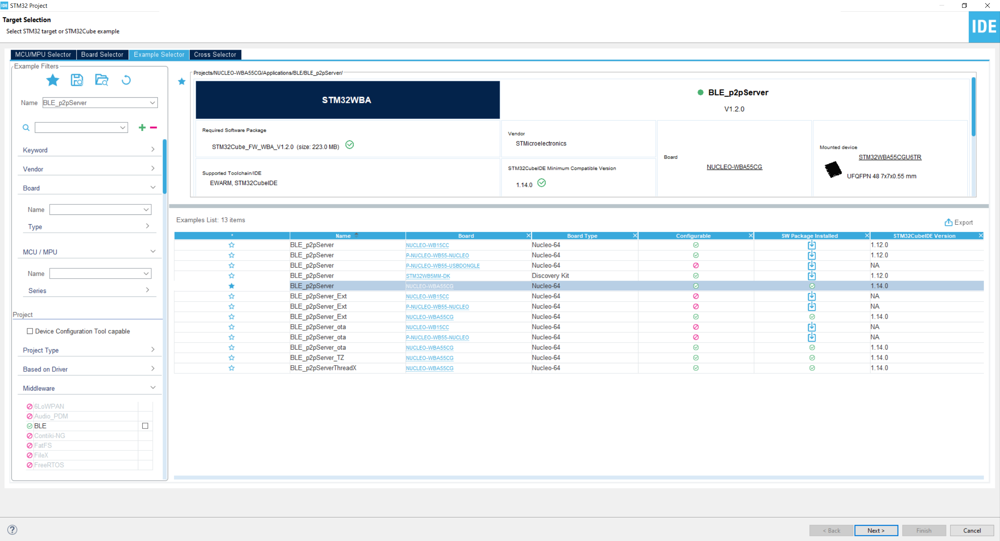 IDE STM32 Project
Target Selection
Select STM32 target or STM32Cube example
IDE
MCU/MPU Selector Board Selector Example Selector Cross Selector
Example Filters
Name BLE_p2pServer
Keyword
Vendor
Board
Name
Type
MCU / MPU
Name
Series
Project
Device Configuration Tool capable
Project Type
Based on Driver
Middleware
6LoWPAN
Audio_PDM
BLE
Contiki-NG
FatFS
FileX
FreeRTOS
Projects/NUCLEO-WBA55CG/Applications/BLE/BLE_p2pServer/
STM32WBA
BLE_p2pServer
V1.2.0
Required Software Package
STM32Cube_FW_WBA_V1.2.0 (size: 223.0 MB)
Vendor
STMicroelectronics
Supported Toolchain/IDE
EWARM, STM32CubeIDE
STM32CubeIDE Minimum Compatible Version
1.14.0
Board
NUCLEO-WBA55CG
Mounted device
STM32WBA55CGU6TR
UFQFPN 48 7x7x0.55 mm
Examples List: 13 items
Export
* Name Board Board Type Configurable SW Package Installed STM32CubeIDE Version
BLE_p2pServer NUCLEO-WB15CC Nucleo-64 1.12.0
BLE_p2pServer P-NUCLEO-WB55-NUCLEO Nucleo-64 1.12.0
BLE_p2pServer P-NUCLEO-WB55-USBDONGLE Nucleo-64 NA
BLE_p2pServer STM32WB5MM-DK Discovery Kit 1.12.0
BLE_p2pServer NUCLEO-WBA55CG Nucleo-64 1.14.0
BLE_p2pServer_Ext NUCLEO-WB15CC Nucleo-64 NA
BLE_p2pServer_Ext P-NUCLEO-WB55-NUCLEO Nucleo-64 NA
BLE_p2pServer_Ext NUCLEO-WBA55CG Nucleo-64 1.14.0
BLE_p2pServer_ota NUCLEO-WB15CC Nucleo-64 NA
BLE_p2pServer_ota P-NUCLEO-WB55-NUCLEO Nucleo-64 NA
BLE_p2pServer_ota NUCLEO-WBA55CG Nucleo-64 1.14.0
BLE_p2pServer_TZ NUCLEO-WBA55CG Nucleo-64 1.14.0
BLE_p2pServerThreadX NUCLEO-WBA55CG Nucleo-64 1.14.0
? < Back Next > Finish Cancel